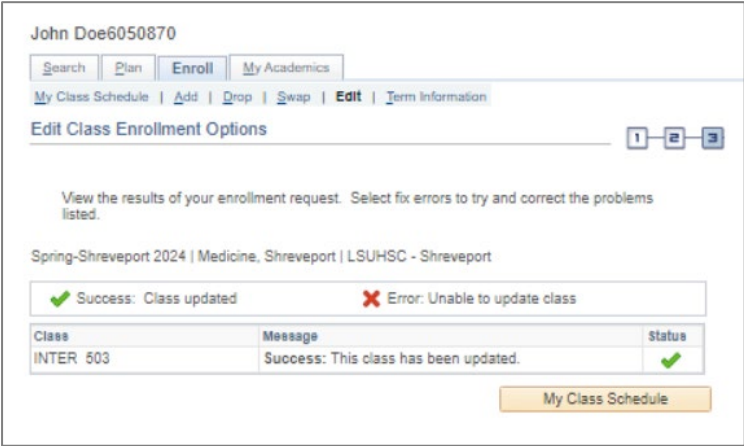 John Doe6050870
Search Plan Enroll My Academics
My Class Schedule | Add | Drop | Swap | Edit | Term Information
Edit Class Enrollment Options
1 2 3
View the results of your enrollment request. Select fix errors to try and correct the problems
listed.
Spring-Shreveport 2024 | Medicine, Shreveport | LSUHSC - Shreveport
Success: Class updated Error: Unable to update class
Class Message Status
INTER 503 Success: This class has been updated.
My Class Schedule